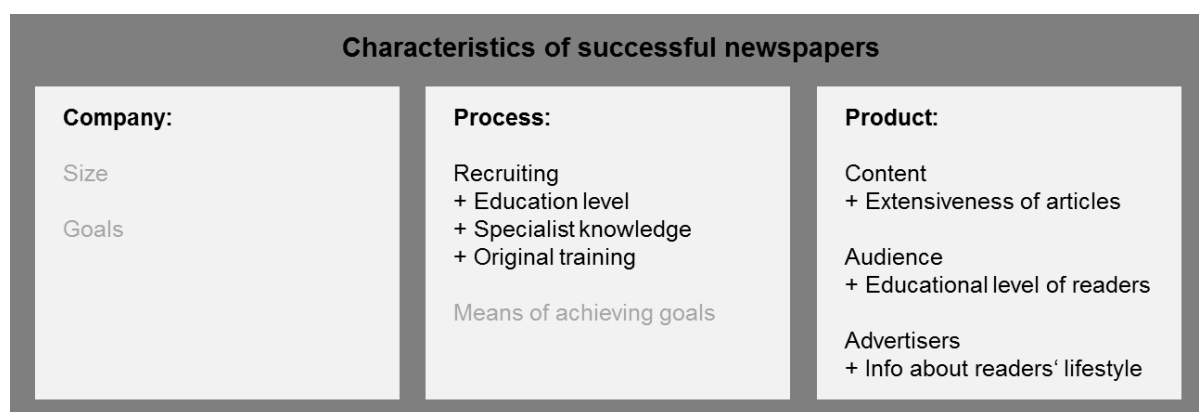 Characteristics of successful newspapers
Company:
Size
Goals
Process:
Recruiting
+ Education level
+ Specialist knowledge
+ Original training
Means of achieving goals
Product:
Content
+ Extensiveness of articles
Audience
+ Educational level of readers
Advertisers
+ Info about readers‘ lifestyle